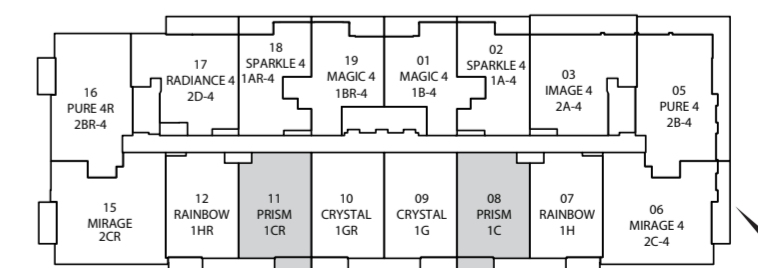 16
PURE 4R
2BR-4
17
RADIANCE 4
2D-4
18
SPARKLE 4
1AR-4
19
MAGIC 4
1BR-4
01
MAGIC 4
1B-4
02
SPARKLE 4
1A-4
03
IMAGE 4
2A-4
05
PURE 4
2B-4
15
MIRAGE
2CR
12
RAINBOW
1HR
11
PRISM
1CR
10
CRYSTAL
1GR
09
CRYSTAL
1G
08
PRISM
1C
07
RAINBOW
1H
06
MIRAGE 4
2C-4